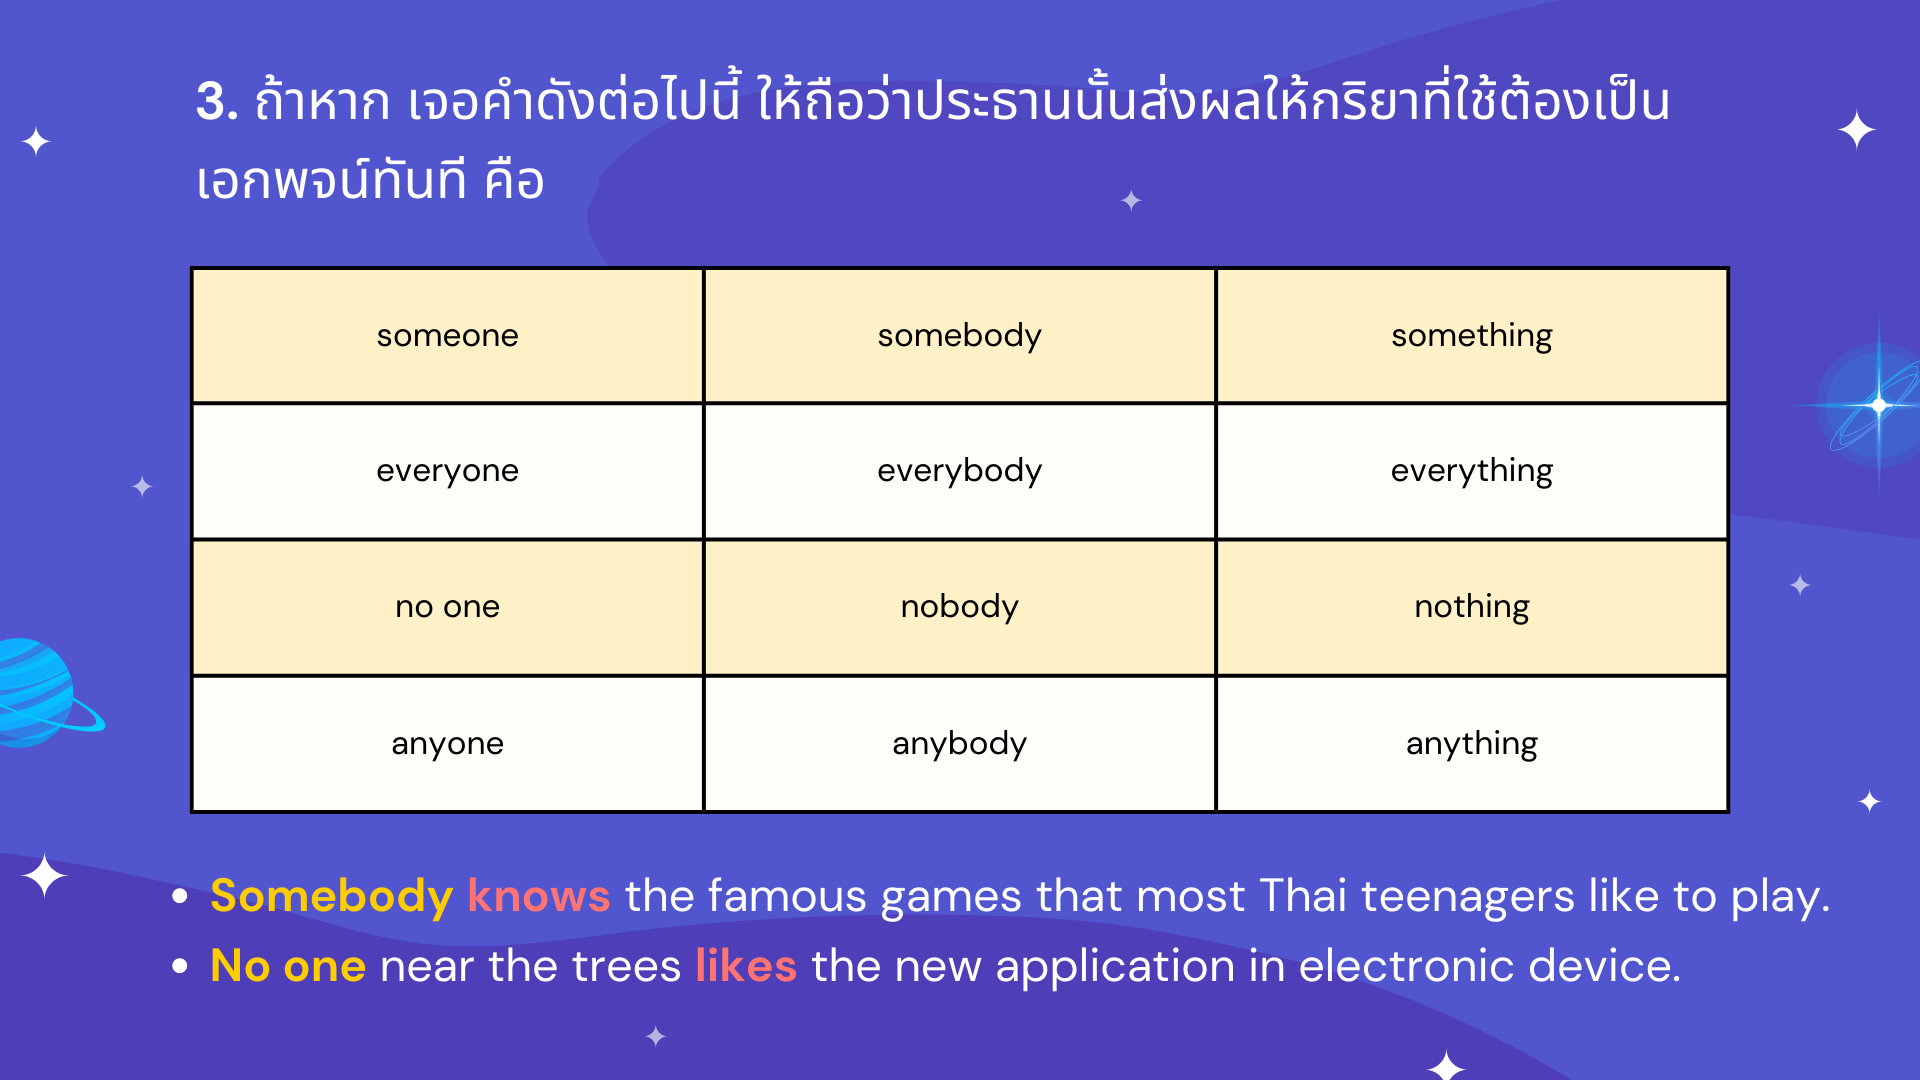 3. ถ้าหาก เจอคำดังต่อไปนี้ ให้ถือว่าประธานนั้นส่งผลให้กริยาที่ใช้ต้องเป็น
เอกพจน์ทันที คือ
someone somebody something
everyone everybody everything
no one nobody nothing
anyone anybody anything
• Somebody knows the famous games that most Thai teenagers like to play.
• No one near the trees likes the new application in electronic device.